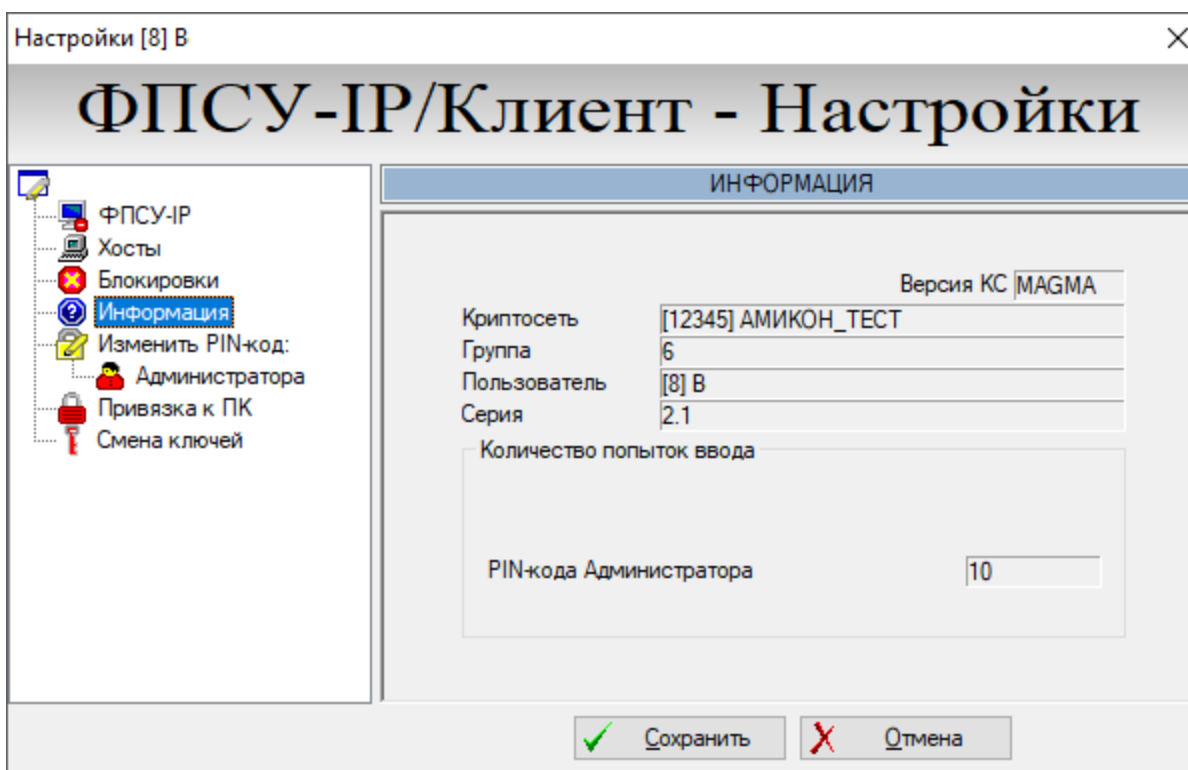 Настройки [8] В
ФПСУ-IP/Клиент - Настройки
ФПСУ-IP
Хосты
Блокировки
Информация
Изменить PIN-код:
Администратора
Привязка к ПК
Смена ключей
ИНФОРМАЦИЯ
Версия КС MAGMA
Криптосеть [12345] АМИКОН_ТЕСТ
Группа 6
Пользователь [8] В
Серия 2.1
Количество попыток ввода
PIN-кода Администратора 10
Сохранить Отмена